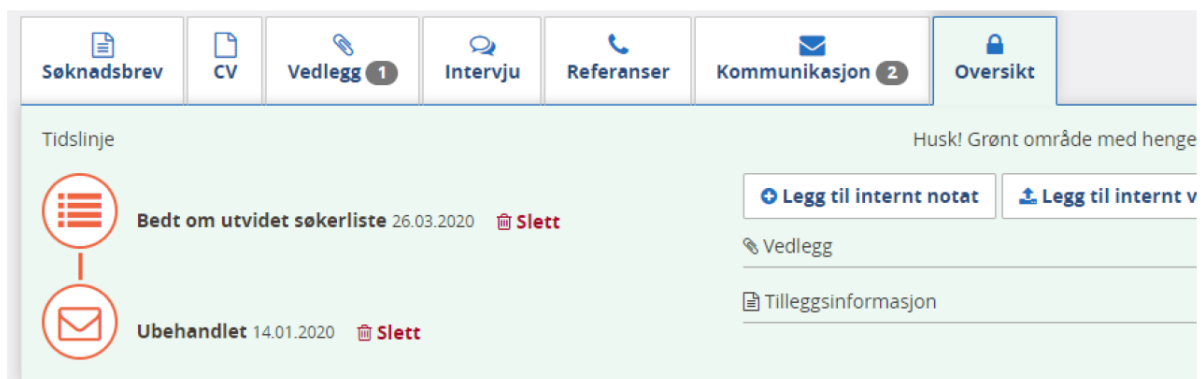 Søknadsbrev CV Vedlegg 1 Intervju Referanser Kommunikasjon 2 Oversikt
Tidslinje
Husk! Grønt område med henge
Legg til internt notat
Legg til internt v
Bedt om utvidet søkerliste 26.03.2020 Slett
Vedlegg
Tilleggsinformasjon
Ubehandlet 14.01.2020 Slett